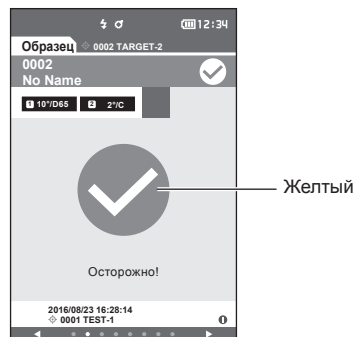 12:34
Образец 0002 TARGET-2
0002
No Name
1 10°/D65 2 2°/C
Желтый
Осторожно!
2016/08/23 16:28:14
0001 TEST-1